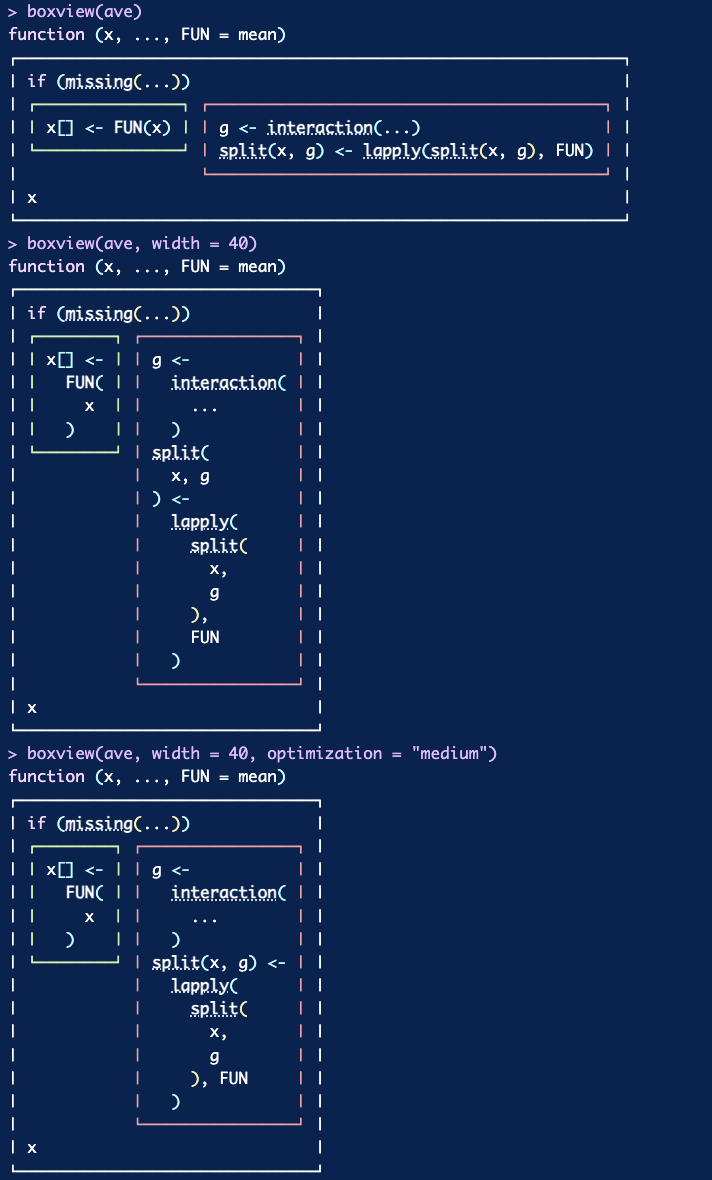 > boxview(ave)
function (x, ..., FUN = mean)
if (missing(...))
x[] <- FUN(x) g <- interaction(...)
split(x, g) <- lapply(split(x, g), FUN)
x
> boxview(ave, width = 40)
function (x, ..., FUN = mean)
if (missing(...))
x[] <- g <-
FUN( interaction(
x ...
) )
split(
x, g
) <-
lapply(
split(
x,
g
),
FUN
)
x
> boxview(ave, width = 40, optimization = "medium")
function (x, ..., FUN = mean)
if (missing(...))
x[] <- g <-
FUN( interaction(
x ...
) )
split(x, g) <-
lapply(
split(
x,
g
), FUN
)
x